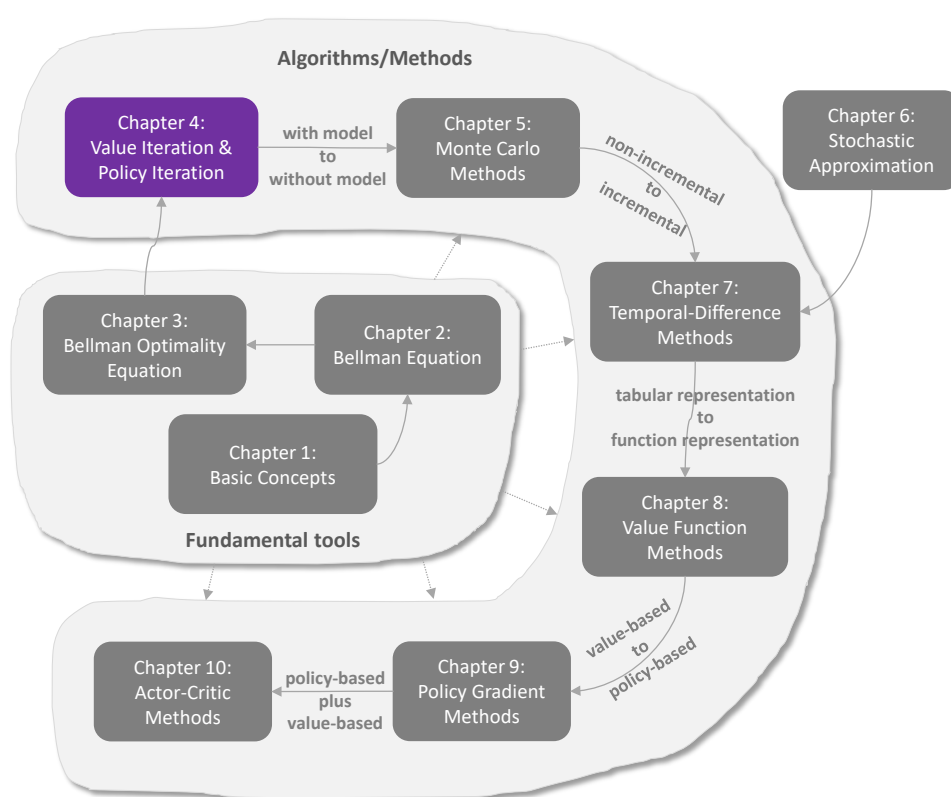 Algorithms/Methods
Chapter 4:
Value Iteration &
Policy Iteration
with model
to
without model
Chapter 5:
Monte Carlo
Methods
non-incremental
to
incremental
Chapter 6:
Stochastic
Approximation
Chapter 3:
Bellman Optimality
Equation
Chapter 2:
Bellman Equation
Chapter 1:
Basic Concepts
Fundamental tools
Chapter 7:
Temporal-Difference
Methods
tabular representation
to
function representation
Chapter 8:
Value Function
Methods
value-based
to
policy-based
Chapter 9:
Policy Gradient
Methods
policy-based
plus
value-based
Chapter 10:
Actor-Critic
Methods